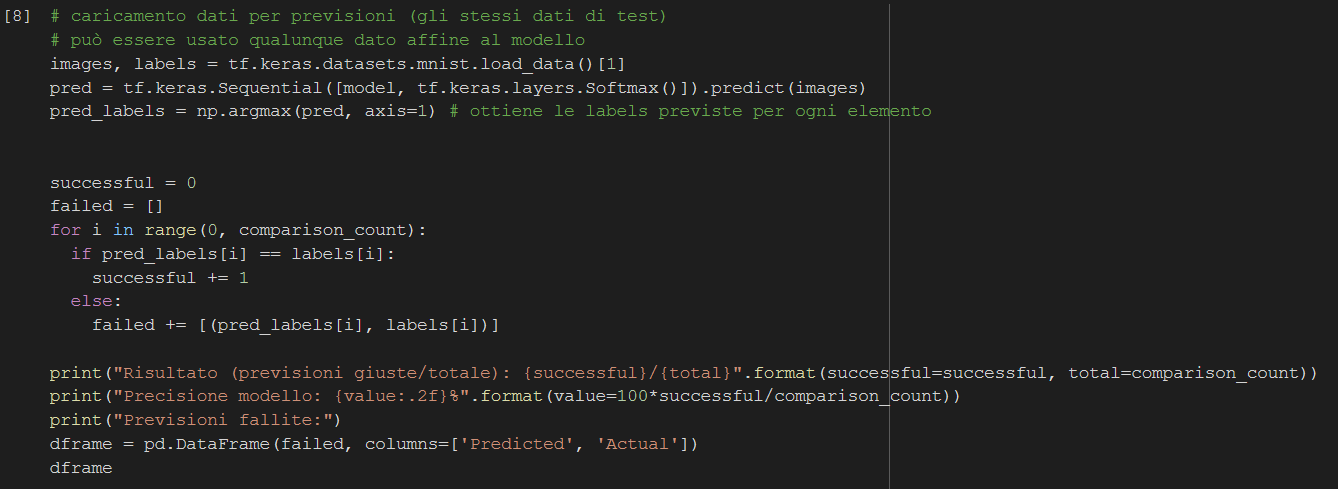 [8] # caricamento dati per previsioni (gli stessi dati di test)
# può essere usato qualunque dato affine al modello
images, labels = tf.keras.datasets.mnist.load_data()[1]
pred = tf.keras.Sequential([model, tf.keras.layers.Softmax()]).predict(images)
pred_labels = np.argmax(pred, axis=1) # ottiene le labels previste per ogni elemento
successful = 0
failed = []
for i in range(0, comparison_count):
  if pred_labels[i] == labels[i]:
    successful += 1
  else:
    failed += [(pred_labels[i], labels[i])]
print("Risultato (previsioni giuste/totale): {successful}/{total}".format(successful=successful, total=comparison_count))
print("Precisione modello: {value:.2f}%".format(value=100*successful/comparison_count))
print("Previsioni fallite:")
dframe = pd.DataFrame(failed, columns=['Predicted', 'Actual'])
dframe